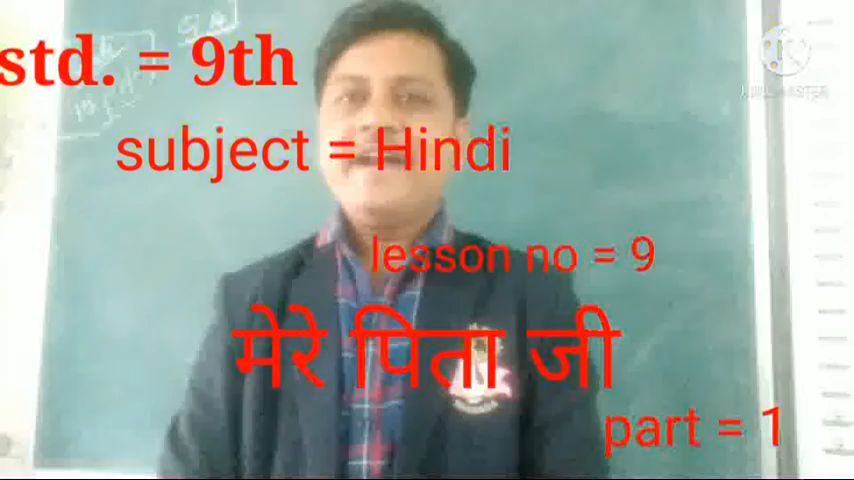 std. = 9th
subject = Hindi
lesson no = 9
मेरे पिता जी
part = 1